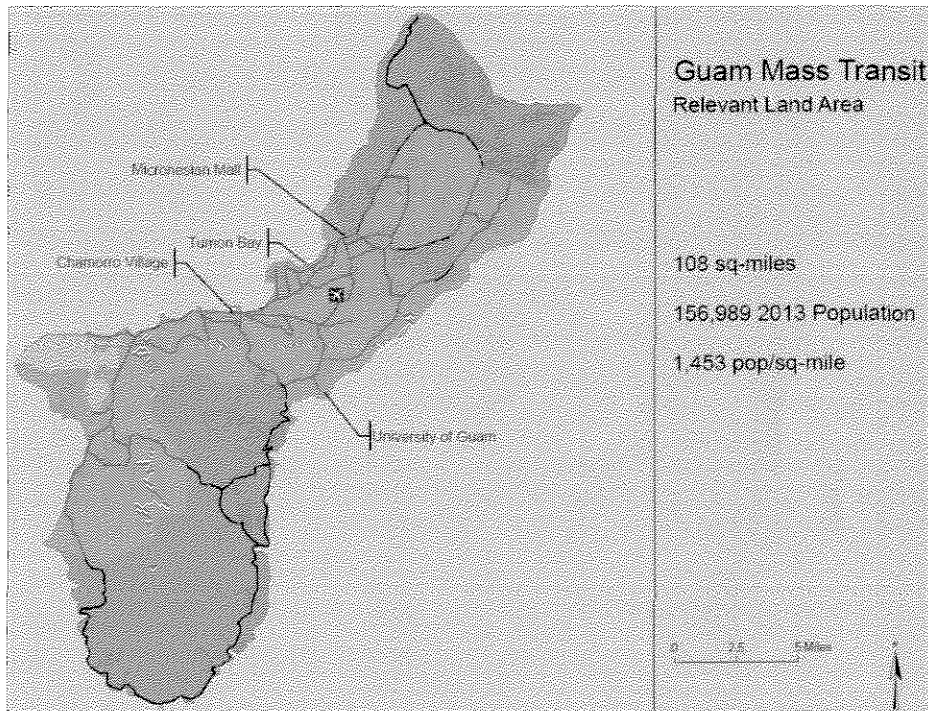 Guam Mass Transit
Relevant Land Area
Micronesian Mall
Tumon Bay
Chamorro Village
108 sq-miles
156,989 2013 Population
1,453 pop/sq-mile
University of Guam
0 2.5 5 Miles